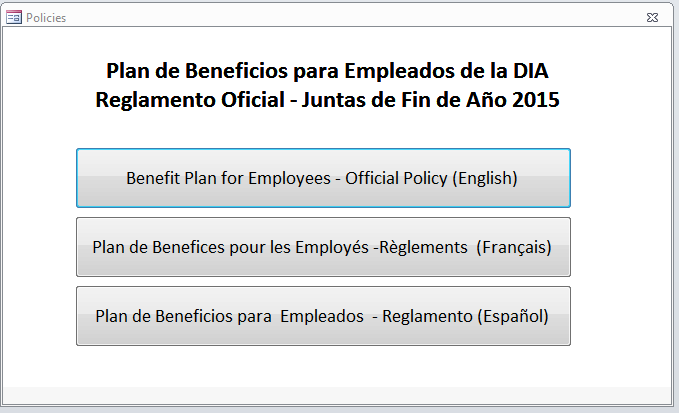 Policies
Plan de Beneficios para Empleados de la DIA
Reglamento Oficial - Juntas de Fin de Año 2015
Benefit Plan for Employees - Official Policy (English)
Plan de Benefices pour les Employés -Règlements  (Français)
Plan de Beneficios para  Empleados  - Reglamento (Español)